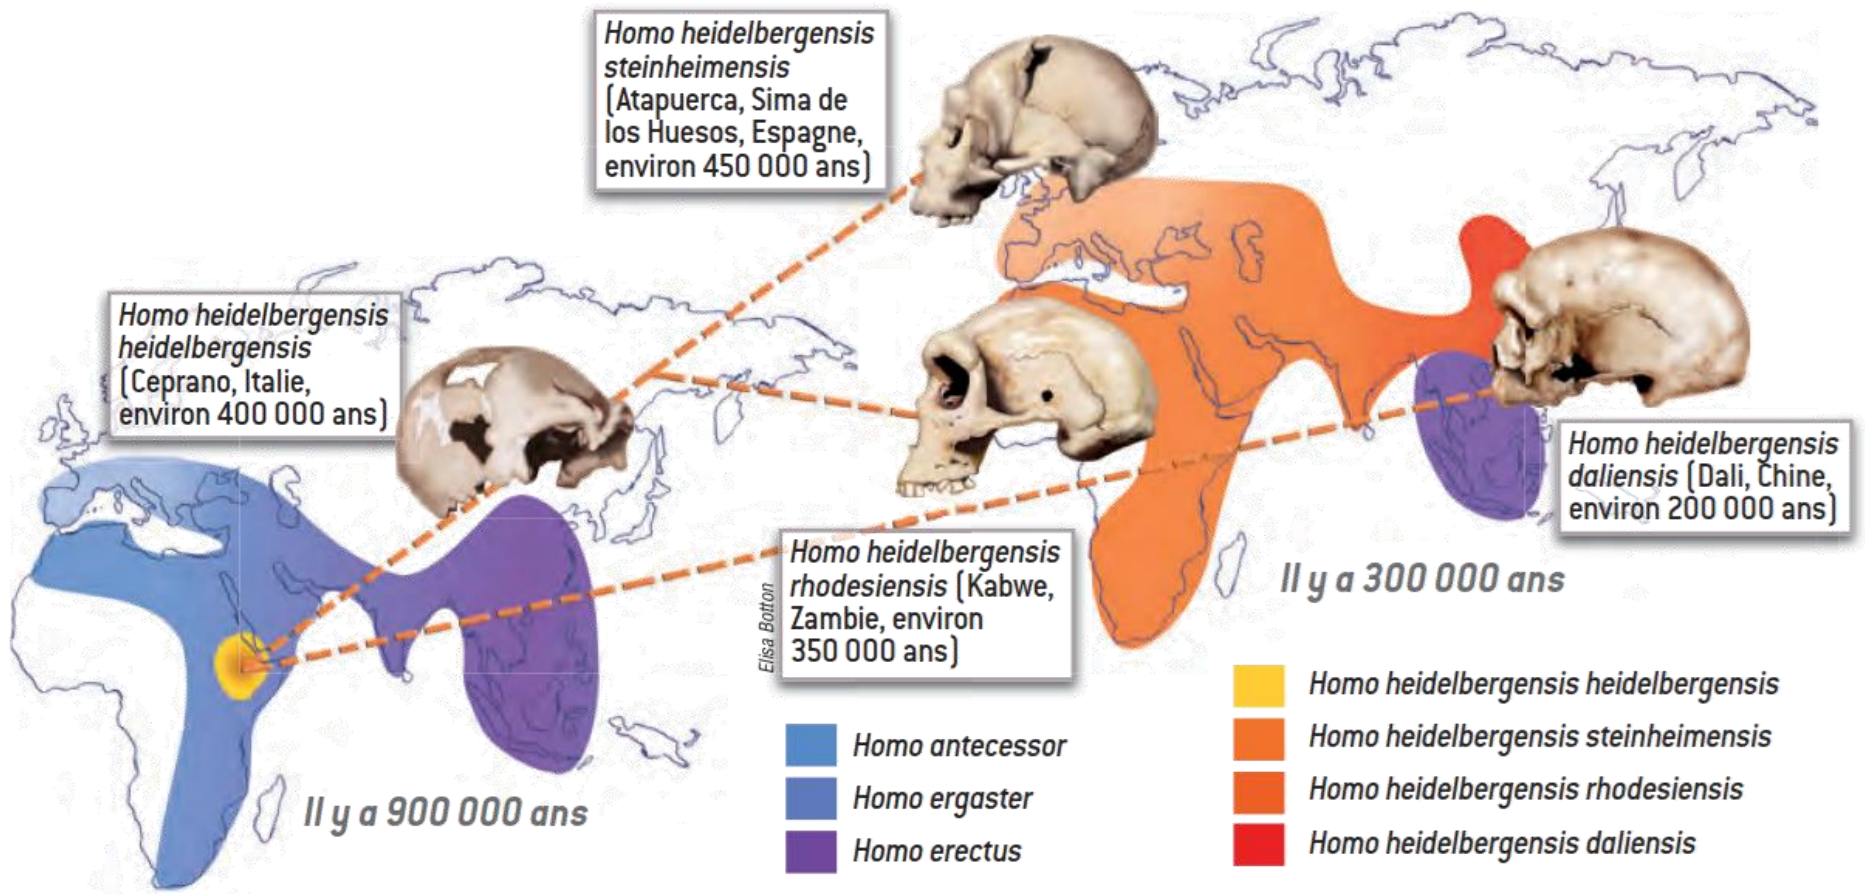 Homo heidelbergensis
steinheimensis
(Atapuerca, Sima de
los Huesos, Espagne,
environ 450 000 ans)
Homo heidelbergensis
heidelbergensis
(Ceprano, Italie,
environ 400 000 ans)
Homo heidelbergensis
daliensis (Dali, Chine,
environ 200 000 ans)
Homo heidelbergensis
rhodesiensis (Kabwe,
Zambie, environ
350 000 ans)
Elisa Botton
Il y a 300 000 ans
Il y a 900 000 ans
Homo antecessor
Homo ergaster
Homo erectus
Homo heidelbergensis heidelbergensis
Homo heidelbergensis steinheimensis
Homo heidelbergensis rhodesiensis
Homo heidelbergensis daliensis